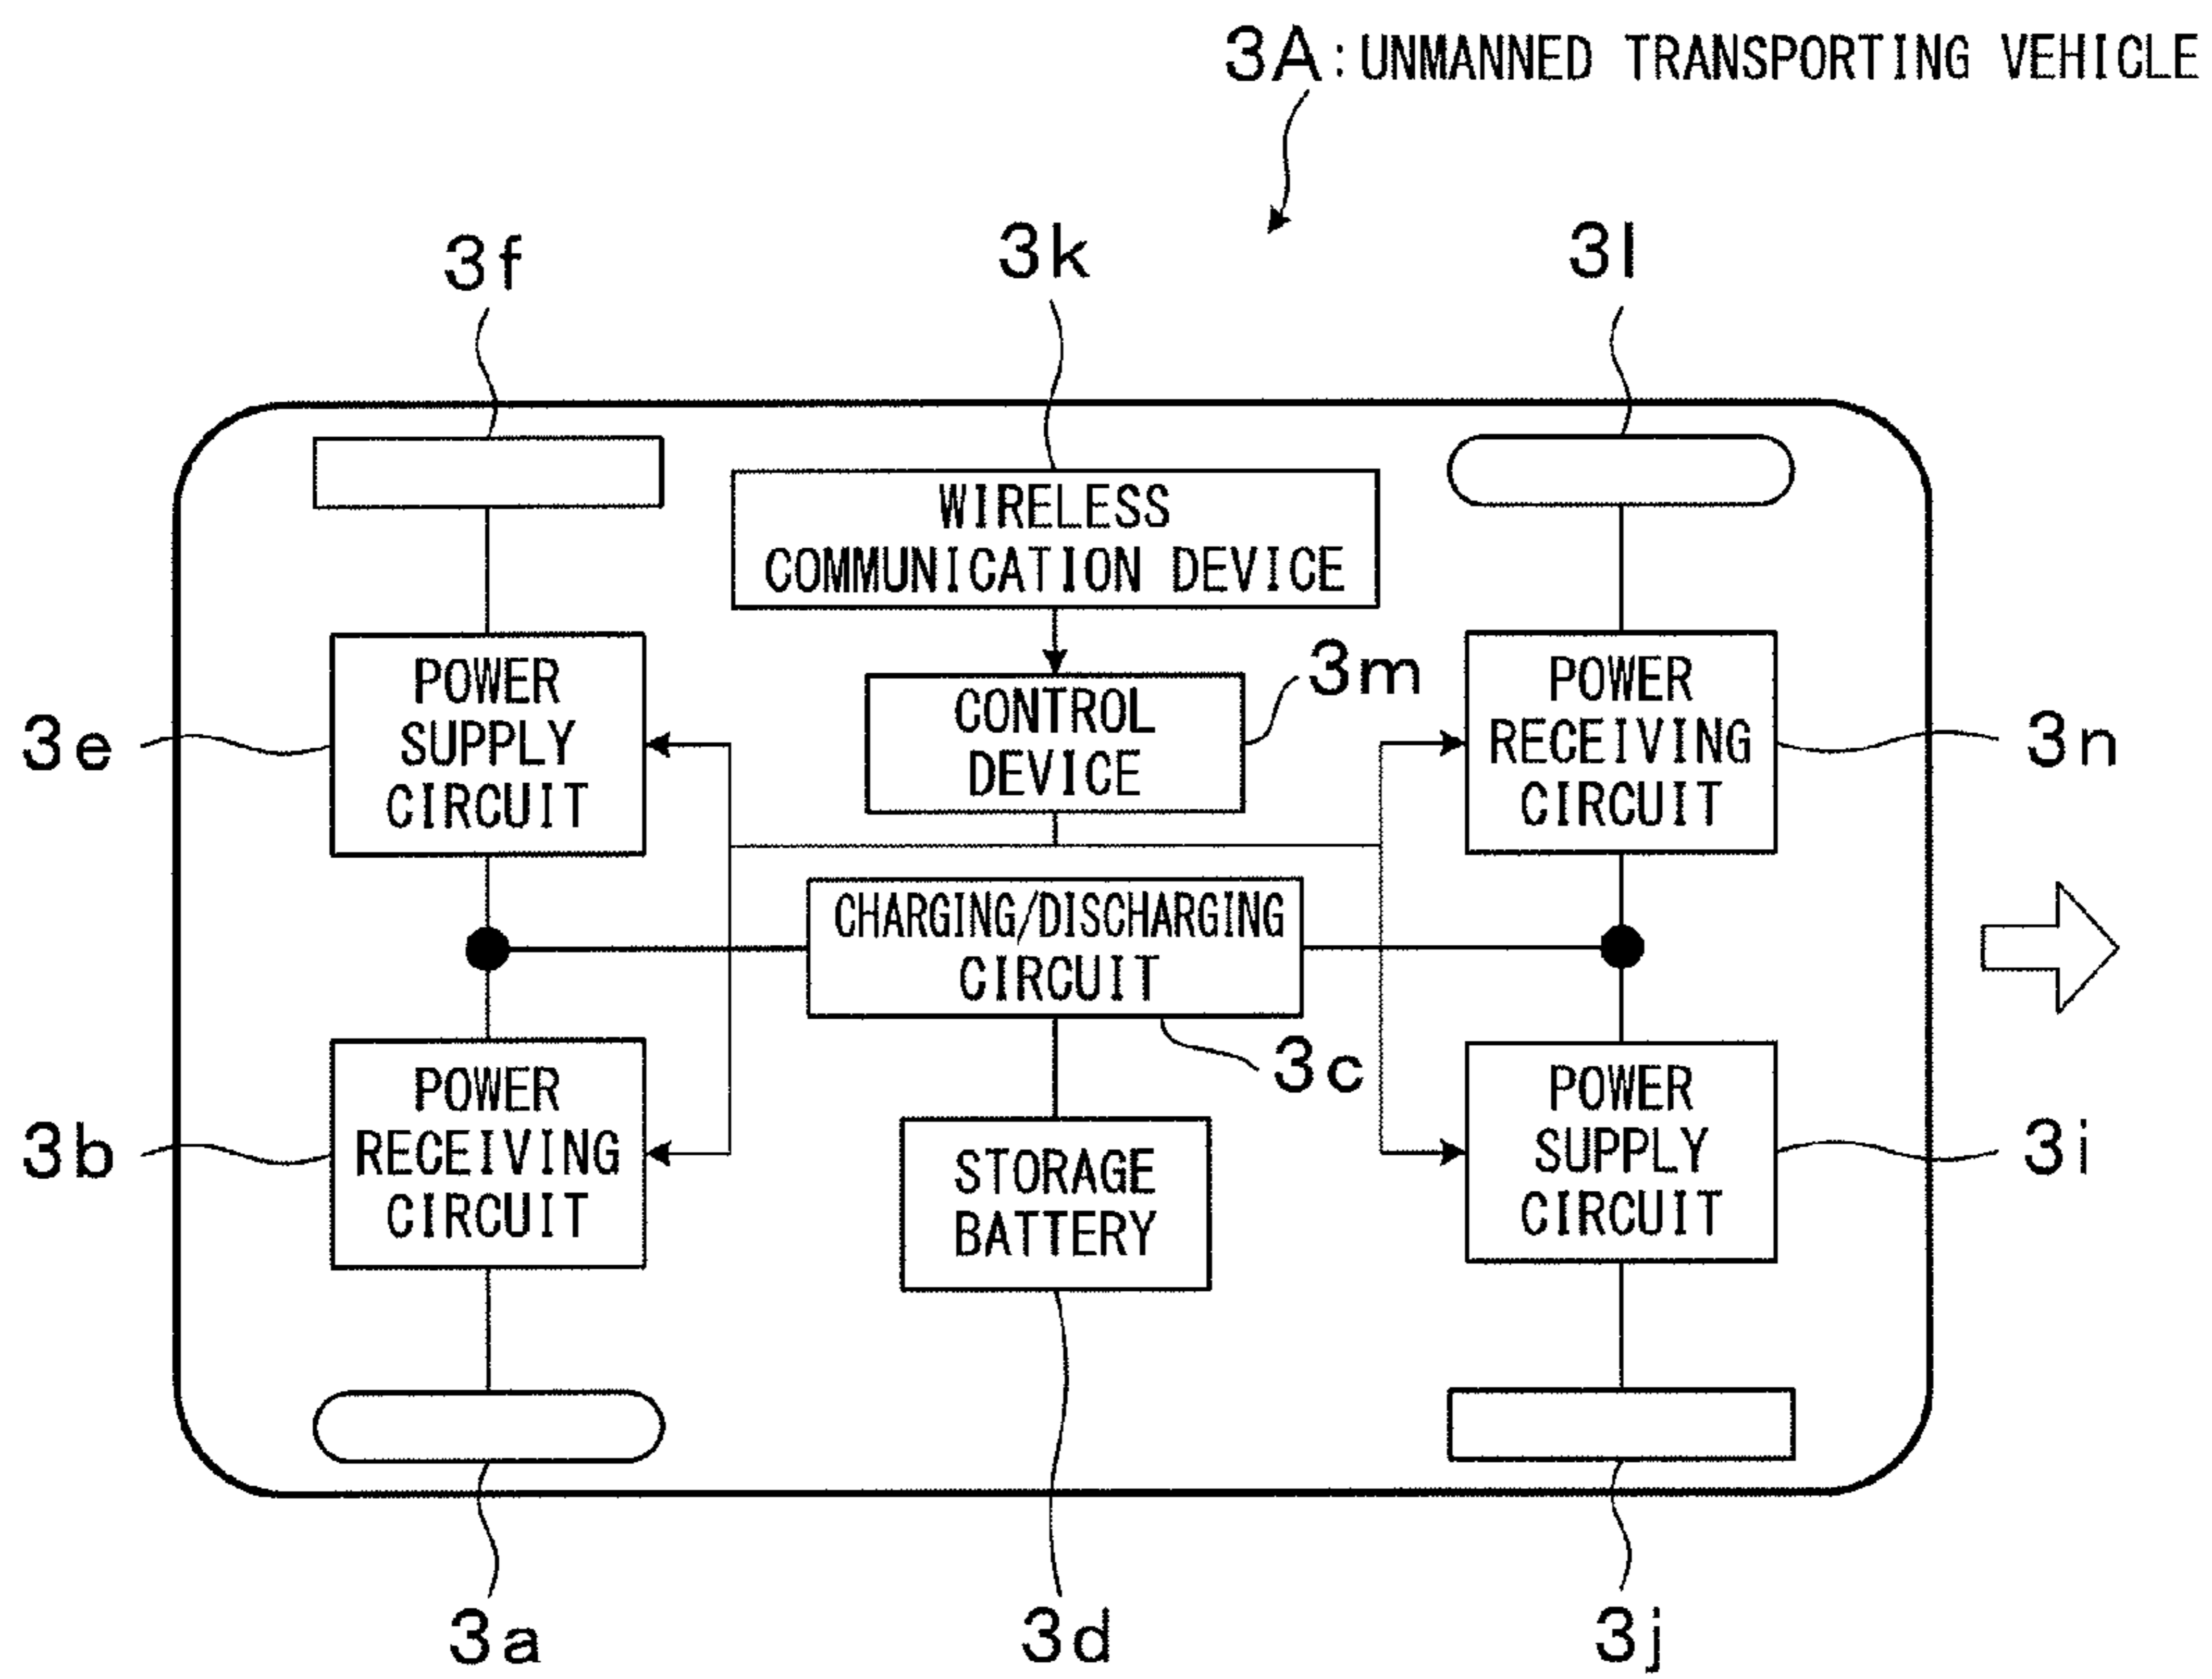 3A: UNMANNED TRANSPORTING VEHICLE
3f
3k
3l
WIRELESS
COMMUNICATION DEVICE
3m
POWER
SUPPLY
CIRCUIT
CONTROL
DEVICE
POWER
RECEIVING
CIRCUIT
3e
3n
CHARGING/DISCHARGING
CIRCUIT
3c
POWER
RECEIVING
CIRCUIT
STORAGE
BATTERY
POWER
SUPPLY
CIRCUIT
3b
3i
3a
3d
3j